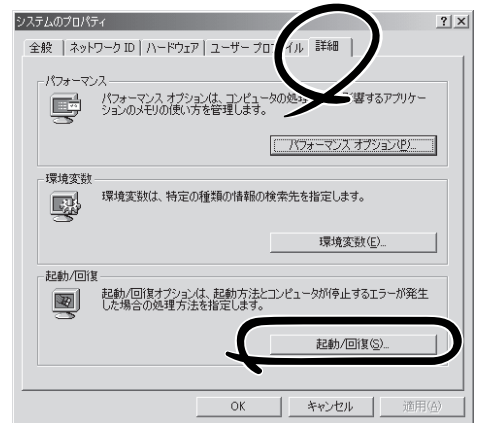 システムのプロパティ
全般
ネットワーク ID
ハードウェア
ユーザー プロ
イル
詳細
パフォーマンス
パフォーマンス オプションは、コンピュータの処
響するアプリケー
ションのメモリの使い方を管理します。
パフォーマンス オプション(P)...
環境変数
環境変数は、特定の種類の情報の検索先を指定します。
環境変数(E)...
起動/回復
起動/回復オプションは、起動方法とコンピュータが停止するエラーが発生
した場合の処理方法を指定します。
起動/回復(S)...
OK
キャンセル
適用(A)